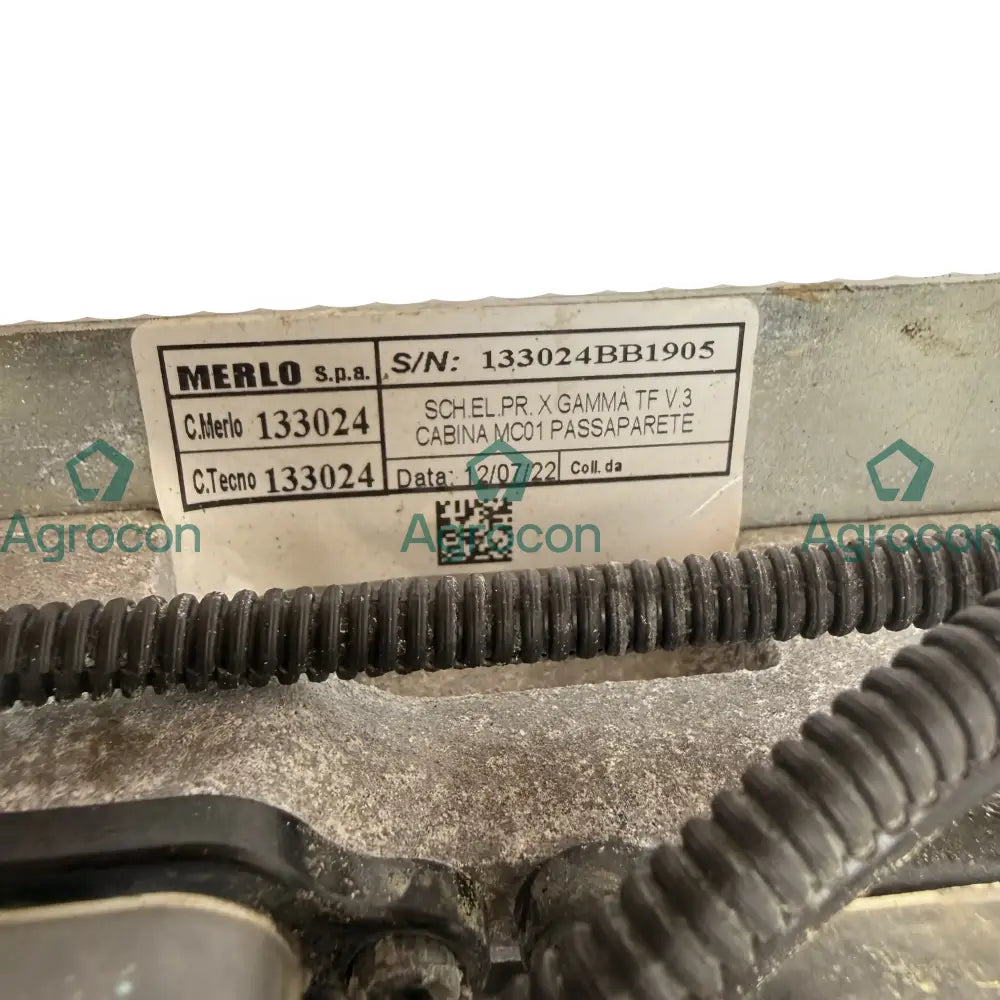 MERLO S.p.a.
S/N: 133024BB1905
C.Merlo 133024
SCH.EL.PR. X GAMMA TF V.3
CABINA MC01 PASSAPARETE
C.Tecno 133024
Data: 12/07/22
Coll. da
Agrocon
Agrocon
Agrocon